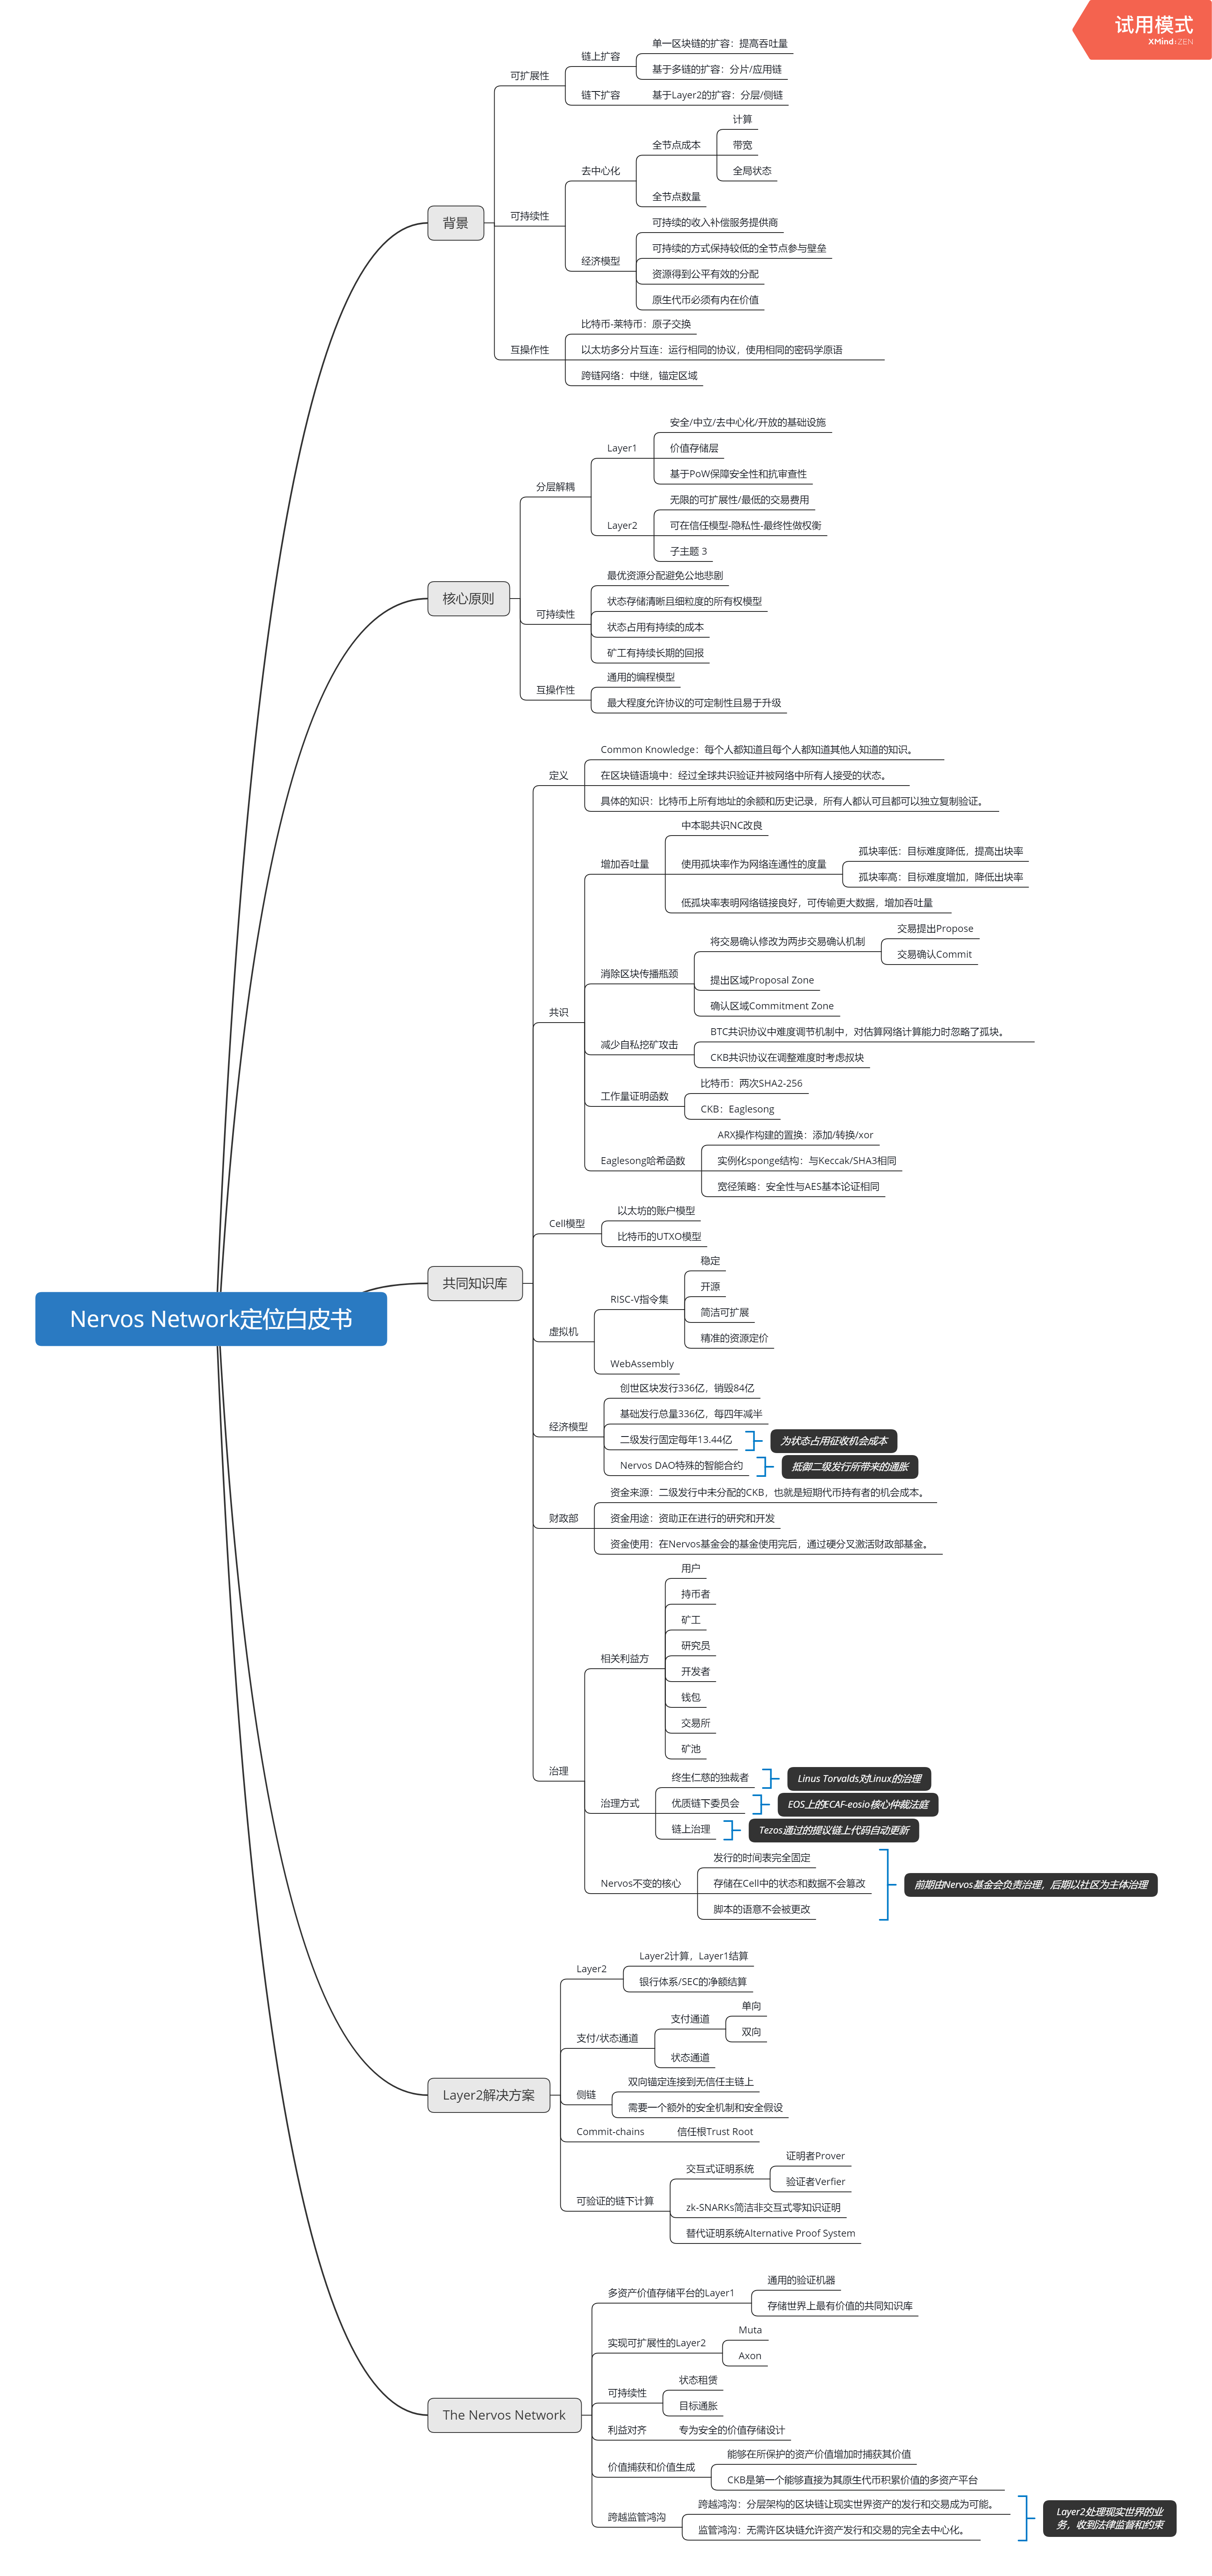 试用模式
XMind:ZEN
Nervos Network定位白皮书
背景
可扩展性
链上扩容
单一区块链的扩容：提高吞吐量
基于多链的扩容：分片/应用链
链下扩容
基于Layer2的扩容：分层/侧链
可持续性
去中心化
全节点成本
计算
带宽
全局状态
全节点数量
经济模型
可持续的收入补偿服务提供商
可持续的方式保持较低的全节点参与壁垒
资源得到公平有效的分配
原生代币必须有内在价值
互操作性
比特币-莱特币：原子交换
以太坊多分片互连：运行相同的协议，使用相同的密码学原语
跨链网络：中继，锚定区域
核心原则
分层解耦
Layer1
安全/中立/去中心化/开放的基础设施
价值存储层
基于PoW保障安全性和抗审查性
Layer2
无限的可扩展性/最低的交易费用
可在信任模型-隐私性-最终性做权衡
子主题 3
可持续性
最优资源分配避免公地悲剧
状态存储清晰且细粒度的所有权模型
状态占用有持续的成本
矿工有持续长期的回报
互操作性
通用的编程模型
最大程度允许协议的可定制性且易于升级
共同知识库
定义
Common Knowledge：每个人都知道且每个人都知道其他人知道的知识。
在区块链语境中：经过全球共识验证并被网络中所有人接受的状态。
具体的知识：比特币上所有地址的余额和历史记录，所有人都认可且都可以独立复制验证。
共识
增加吞吐量
中本聪共识NC改良
使用孤块率作为网络连通性的度量
孤块率低：目标难度降低，提高出块率
孤块率高：目标难度增加，降低出块率
低孤块率表明网络链接良好，可传输更大数据，增加吞吐量
消除区块传播瓶颈
将交易确认修改为两步交易确认机制
交易提出Propose
交易确认Commit
提出区域Proposal Zone
确认区域Commitment Zone
减少自私挖矿攻击
BTC共识协议中难度调节机制中，对估算网络计算能力时忽略了孤块。
CKB共识协议在调整难度时考虑叔块
工作量证明函数
比特币：两次SHA2-256
CKB：Eaglesong
Eaglesong哈希函数
ARX操作构建的置换：添加/转换/xor
实例化sponge结构：与Keccak/SHA3相同
宽径策略：安全性与AES基本论证相同
Cell模型
以太坊的账户模型
比特币的UTXO模型
虚拟机
RISC-V指令集
稳定
开源
简洁可扩展
精准的资源定价
WebAssembly
经济模型
创世区块发行336亿，销毁84亿
基础发行总量336亿，每四年减半
二级发行固定每年13.44亿
为状态占用征收机会成本
Nervos DAO特殊的智能合约
抵御二级发行所带来的通胀
财政部
资金来源：二级发行中未分配的CKB，也就是短期代币持有者的机会成本。
资金用途：资助正在进行的研究和开发
资金使用：在Nervos基金会的基金使用完后，通过硬分叉激活财政部基金。
治理
相关利益方
用户
持币者
矿工
研究员
开发者
钱包
交易所
矿池
治理方式
终生仁慈的独裁者
Linus Torvalds对Linux的治理
优质链下委员会
EOS上的ECAF-eosio核心仲裁法庭
链上治理
Tezos通过的提议链上代码自动更新
Nervos不变的核心
发行的时间表完全固定
存储在Cell中的状态和数据不会篡改
脚本的语意不会被更改
前期由Nervos基金会负责治理，后期以社区为主体治理
Layer2解决方案
Layer2
Layer2计算，Layer1结算
银行体系/SEC的净额结算
支付/状态通道
支付通道
单向
双向
状态通道
侧链
双向锚定连接到无信任主链上
需要一个额外的安全机制和安全假设
Commit-chains
信任根Trust Root
可验证的链下计算
交互式证明系统
证明者Prover
验证者Verfier
zk-SNARKs简洁非交互式零知识证明
替代证明系统Alternative Proof System
The Nervos Network
多资产价值存储平台的Layer1
通用的验证机器
存储世界上最有价值的共同知识库
实现可扩展性的Layer2
Muta
Axon
可持续性
状态租赁
目标通胀
利益对齐
专为安全的价值存储设计
价值捕获和价值生成
能够在所保护的资产价值增加时捕获其价值
CKB是第一个能够直接为其原生代币积累价值的多资产平台
跨越监管鸿沟
跨越鸿沟：分层架构的区块链让现实世界资产的发行和交易成为可能。
监管鸿沟：无需许区块链允许资产发行和交易的完全去中心化。
Layer2处理现实世界的业
务，收到法律监督和约束